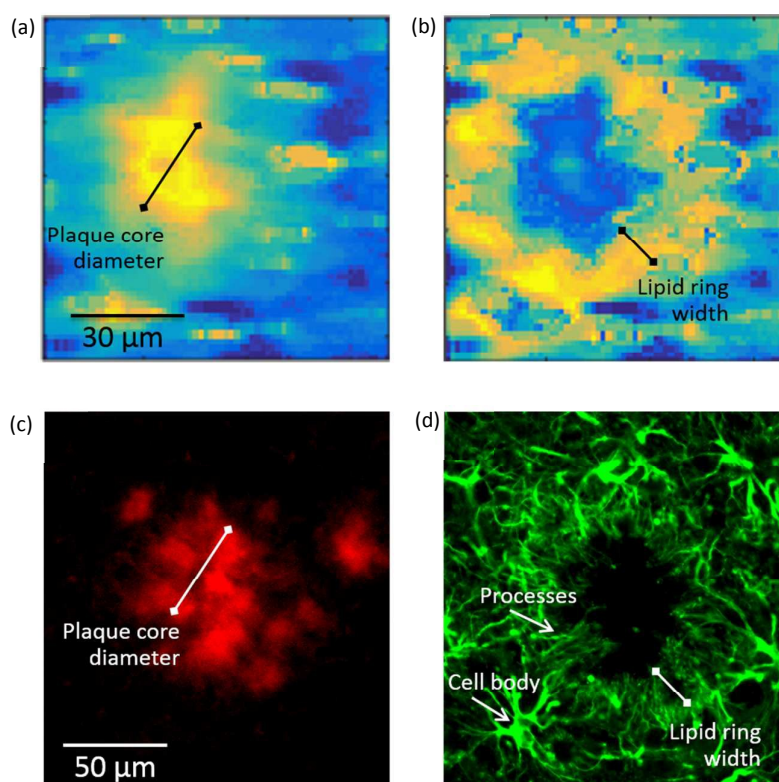 (a)
(b)
Plaque core
diameter
30 µm
Lipid ring
width
(c)
(d)
Plaque core
diameter
50 µm
Processes
Cell body
Lipid ring
width